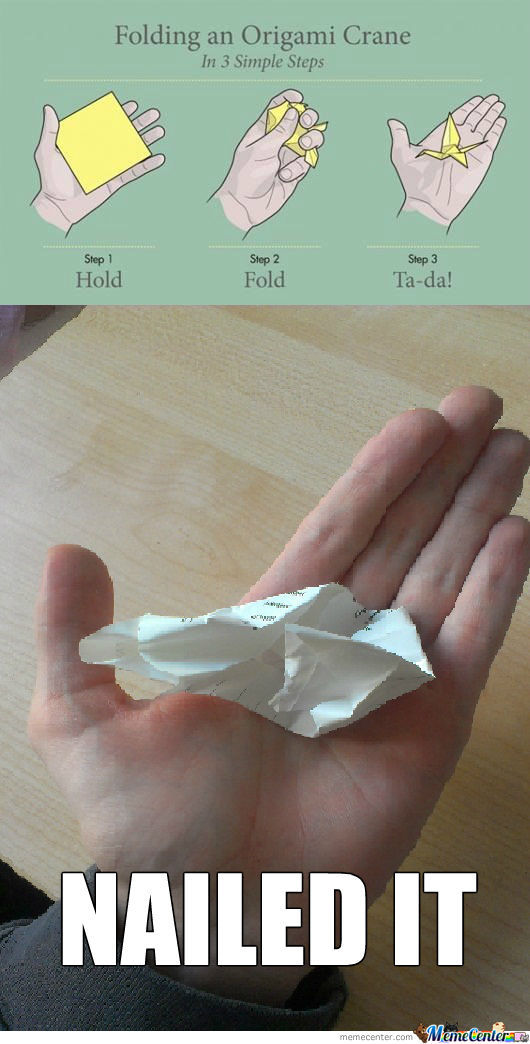 Folding an Origami Crane
In 3 Simple Steps
Step 1
Hold
Step 2
Fold
Step 3
Ta-da!
NAILED IT
memecenter.com
MemeCenter